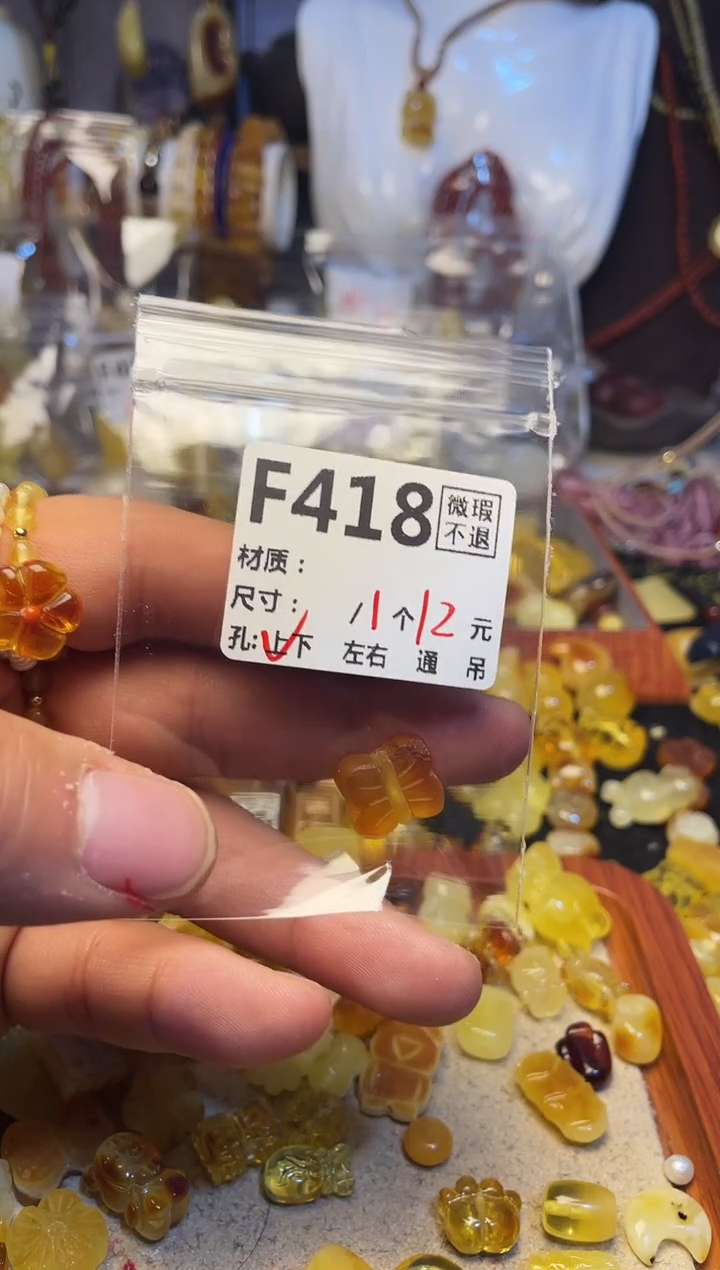 F418 微瑕
不退
材质：
尺寸： /1个12元
孔:✓上下 左右 通 吊